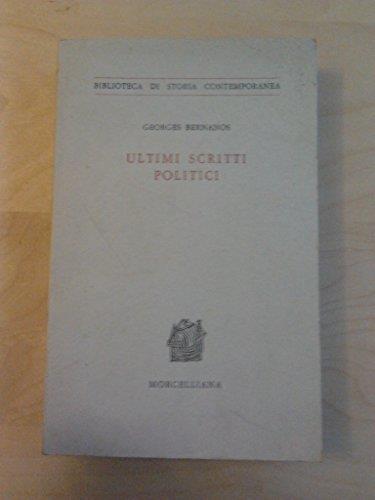 BIBLIOTECA DI STORIA CONTEMPORANEA
GEORGES BERNANOS
ULTIMI SCRITTI
POLITICI
MORCELLIANA